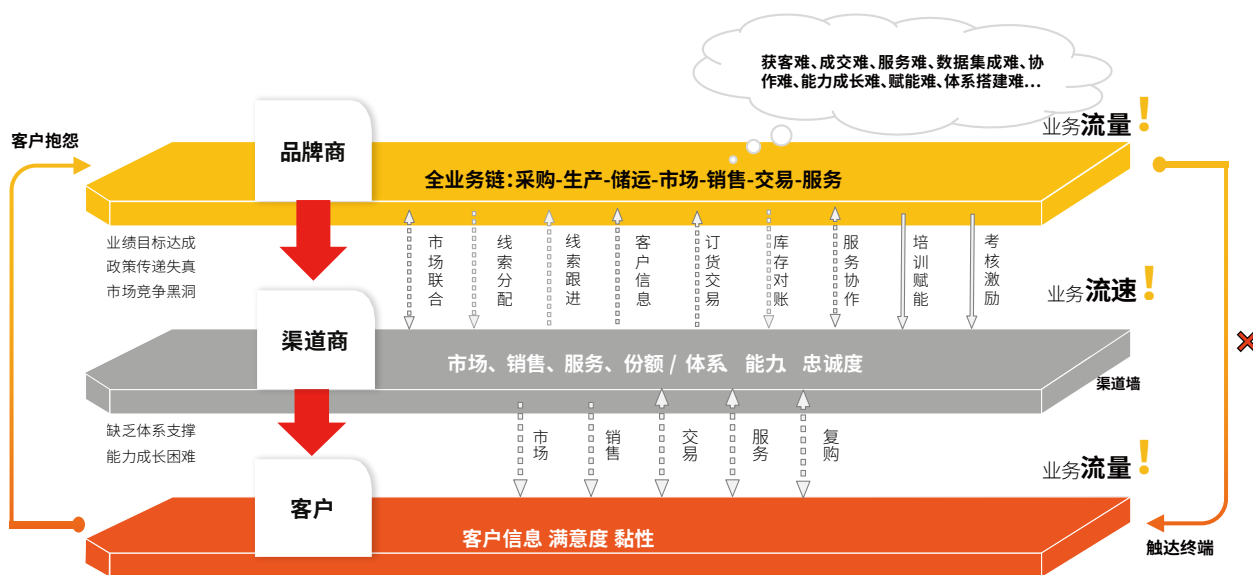 获客难、成交难、服务难、数据集成难、协
作难、能力成长难、赋能难、体系搭建难...
业务流量!
客户抱怨
品牌商
全业务链:采购-生产-储运-市场-销售-交易-服务
业绩目标达成
政策传递失真
市场竞争黑洞
市场联合
线索分配
线索跟进
客户信息
订货交易
库存对账
服务协作
培训赋能
考核激励
业务流速!
渠道商
市场、销售、服务、份额 / 体系、能力、忠诚度
渠道墙
缺乏体系支撑
能力成长困难
市场
销售
交易
服务
复购
业务流量!
客户
客户信息 满意度 黏性
触达终端